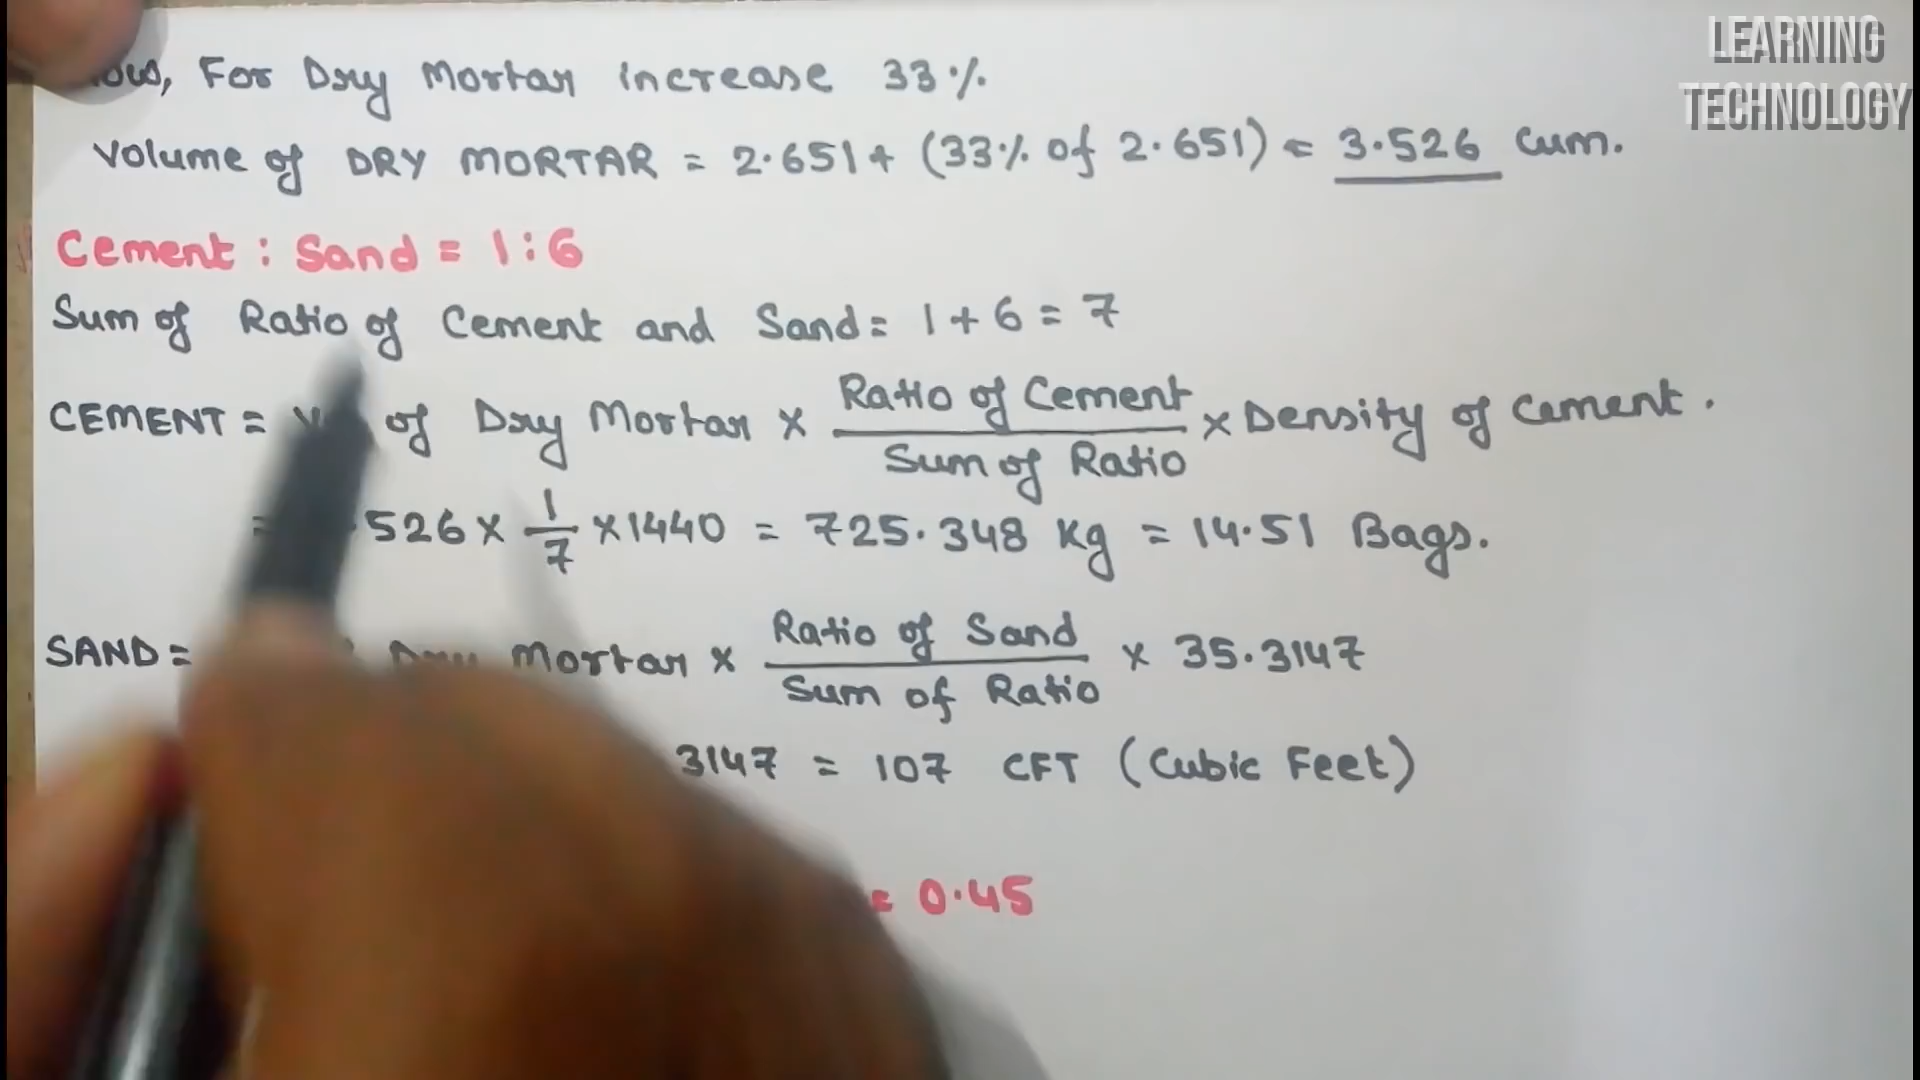 LEARNING
TECHNOLOGY
For Dry Mortar increase 33%
Volume of DRY MORTAR = 2.651 + (33% of 2.651) = 3.526 Cum.
Cement : Sand = 1:6
Sum of Ratio of Cement and Sand = 1 + 6 = 7
CEMENT = of Dry Mortar × Ratio of Cement / Sum of Ratio × Density of Cement.
= .526 × 1/7 × 1440 = 725.348 Kg = 14.51 Bags.
SAND = Dry Mortar × Ratio of Sand / Sum of Ratio × 35.3147
3147 = 107 CFT (Cubic Feet)
= 0.45